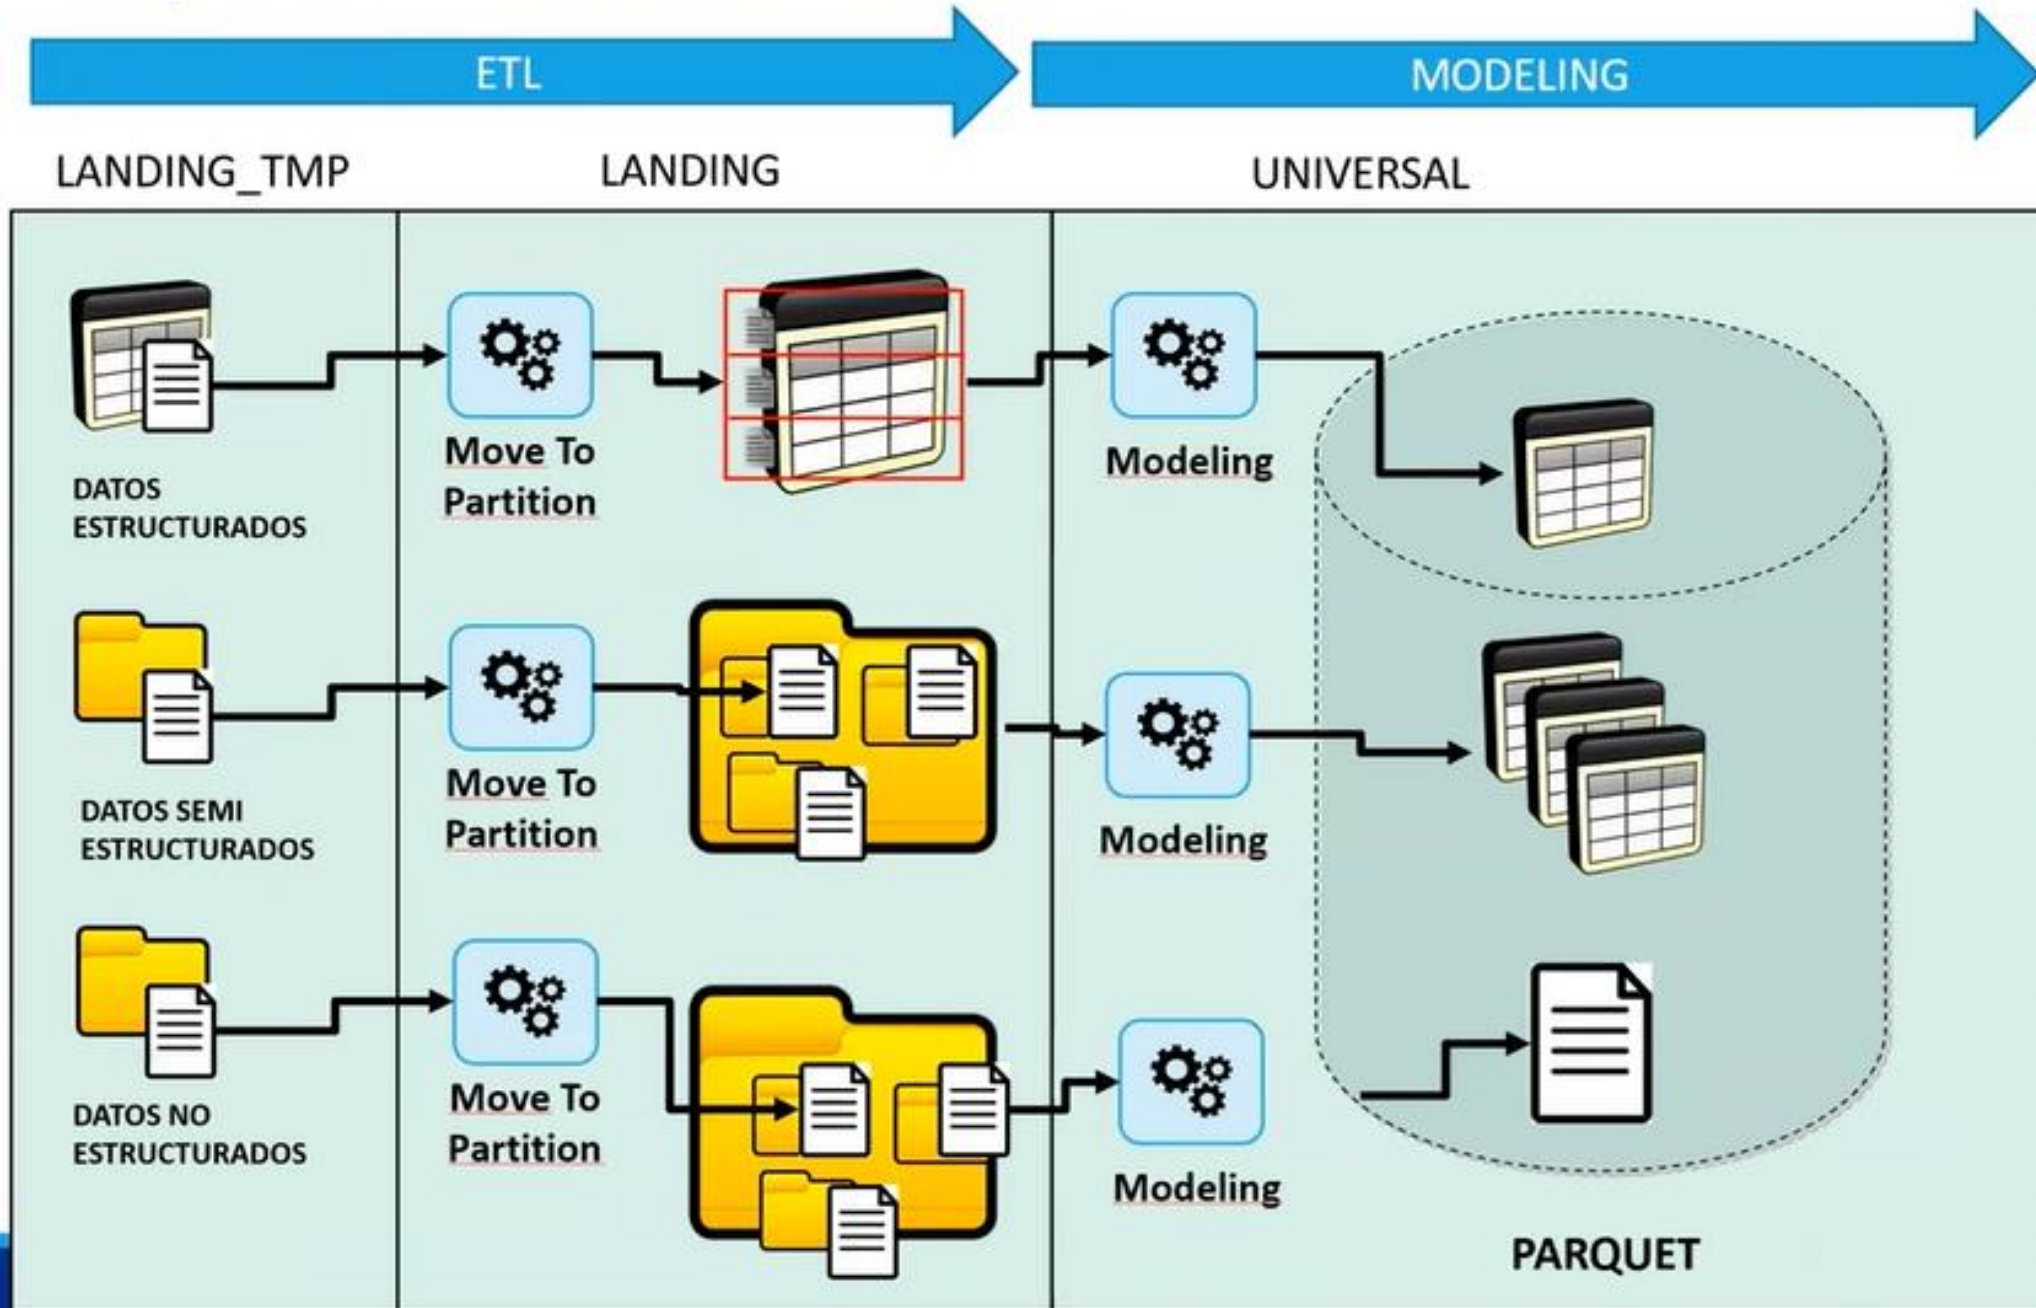 ETL
MODELING
LANDING_TMP
LANDING
UNIVERSAL
DATOS
ESTRUCTURADOS
Move To
Partition
Modeling
DATOS SEMI
ESTRUCTURADOS
Move To
Partition
Modeling
DATOS NO
ESTRUCTURADOS
Move To
Partition
Modeling
PARQUET